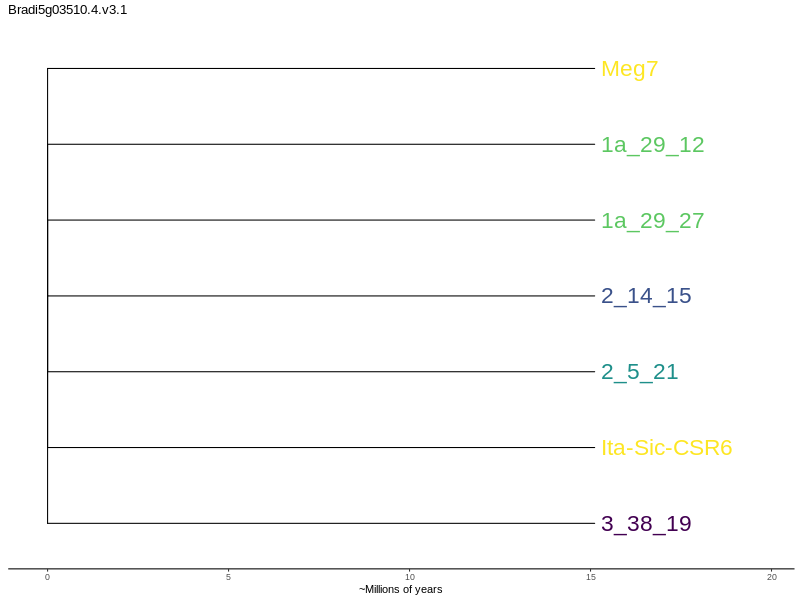 Bradi5g03510.4.v3.1
Meg7
1a_29_12
1a_29_27
2_14_15
2_5_21
Ita-Sic-CSR6
3_38_19
0 5 10 15 20
~Millions of years